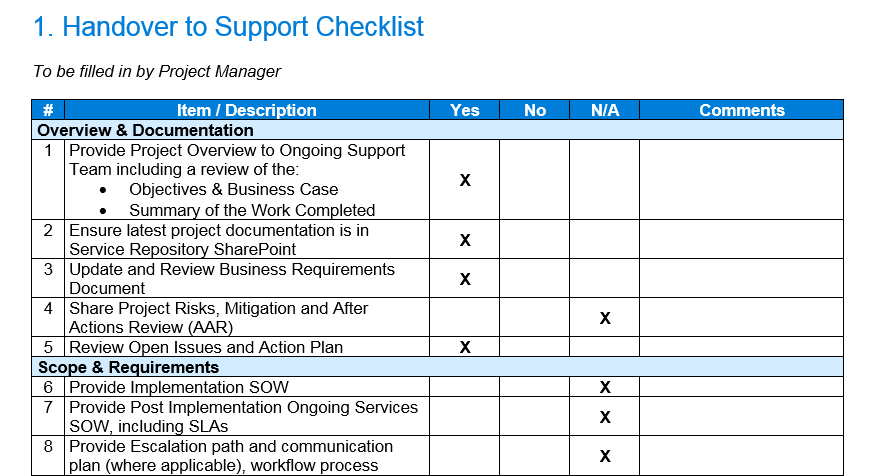 1. Handover to Support Checklist
To be filled in by Project Manager
# Item / Description Yes No N/A Comments
Overview & Documentation
1 Provide Project Overview to Ongoing Support
Team including a review of the:
• Objectives & Business Case
X
• Summary of the Work Completed
2 Ensure latest project documentation is in
Service Repository SharePoint
X
3 Update and Review Business Requirements
Document
X
4 Share Project Risks, Mitigation and After
Actions Review (AAR)
X
5 Review Open Issues and Action Plan X
Scope & Requirements
6 Provide Implementation SOW X
7 Provide Post Implementation Ongoing Services
SOW, including SLAs
X
8 Provide Escalation path and communication
plan (where applicable), workflow process
X